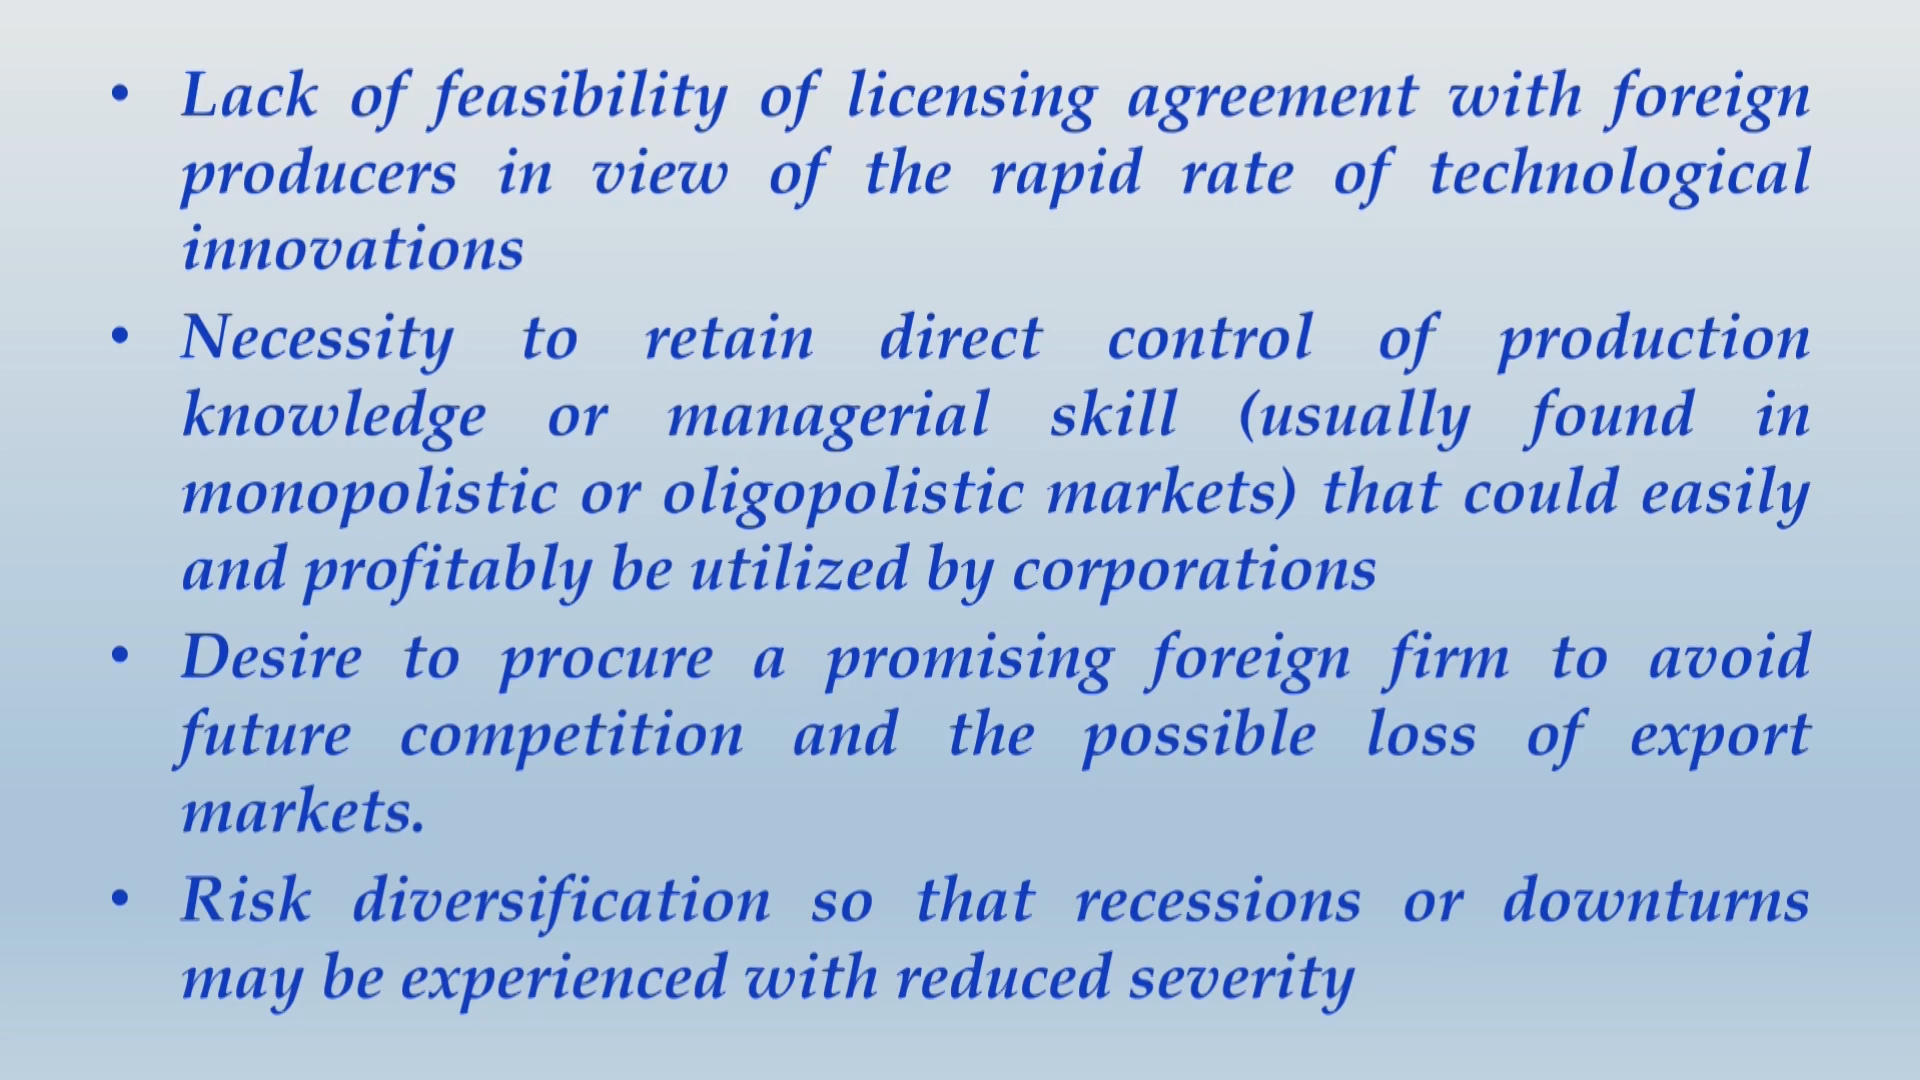 • Lack of feasibility of licensing agreement with foreign
producers in view of the rapid rate of technological
innovations
• Necessity to retain direct control of production
knowledge or managerial skill (usually found in
monopolistic or oligopolistic markets) that could easily
and profitably be utilized by corporations
• Desire to procure a promising foreign firm to avoid
future competition and the possible loss of export
markets.
• Risk diversification so that recessions or downturns
may be experienced with reduced severity